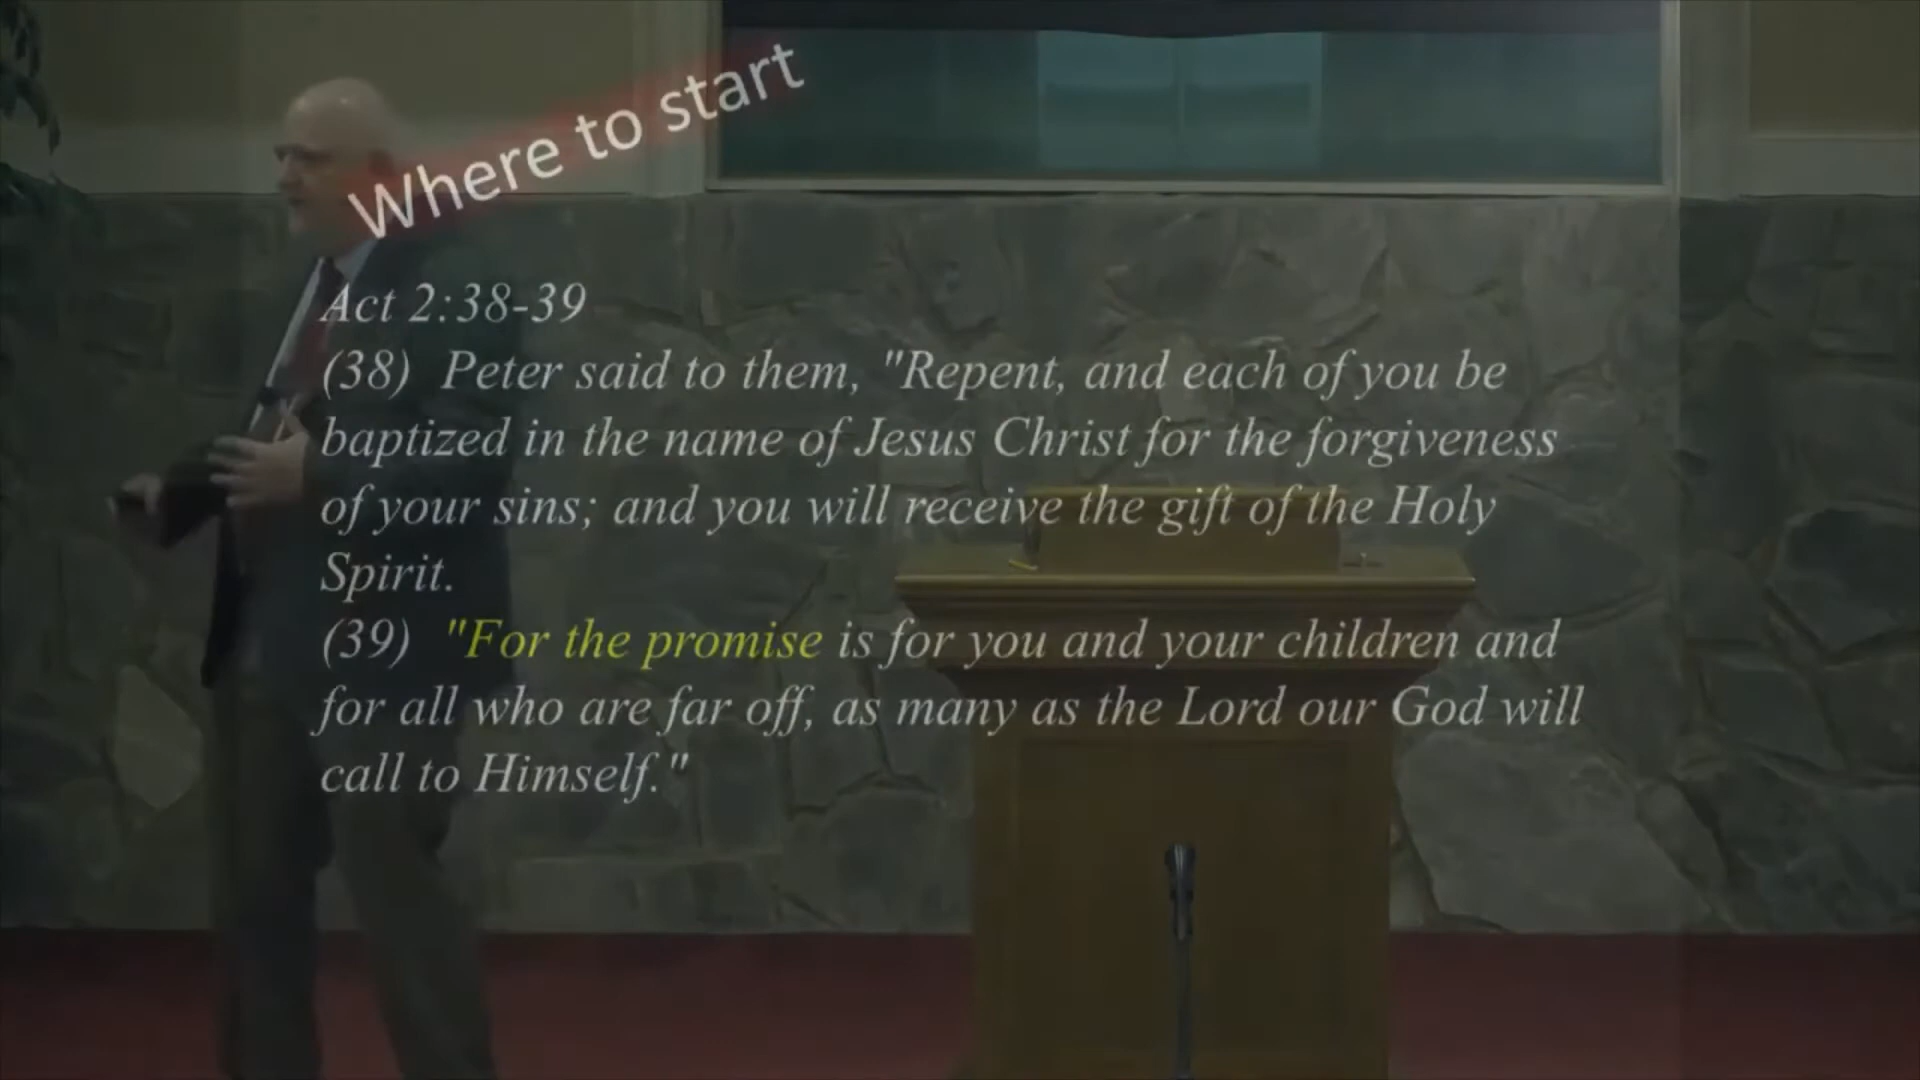 Where to start
Act 2:38-39
(38) Peter said to them, "Repent, and each of you be
baptized in the name of Jesus Christ for the forgiveness
of your sins; and you will receive the gift of the Holy
Spirit.
(39) "For the promise is for you and your children and
for all who are far off, as many as the Lord our God will
call to Himself."